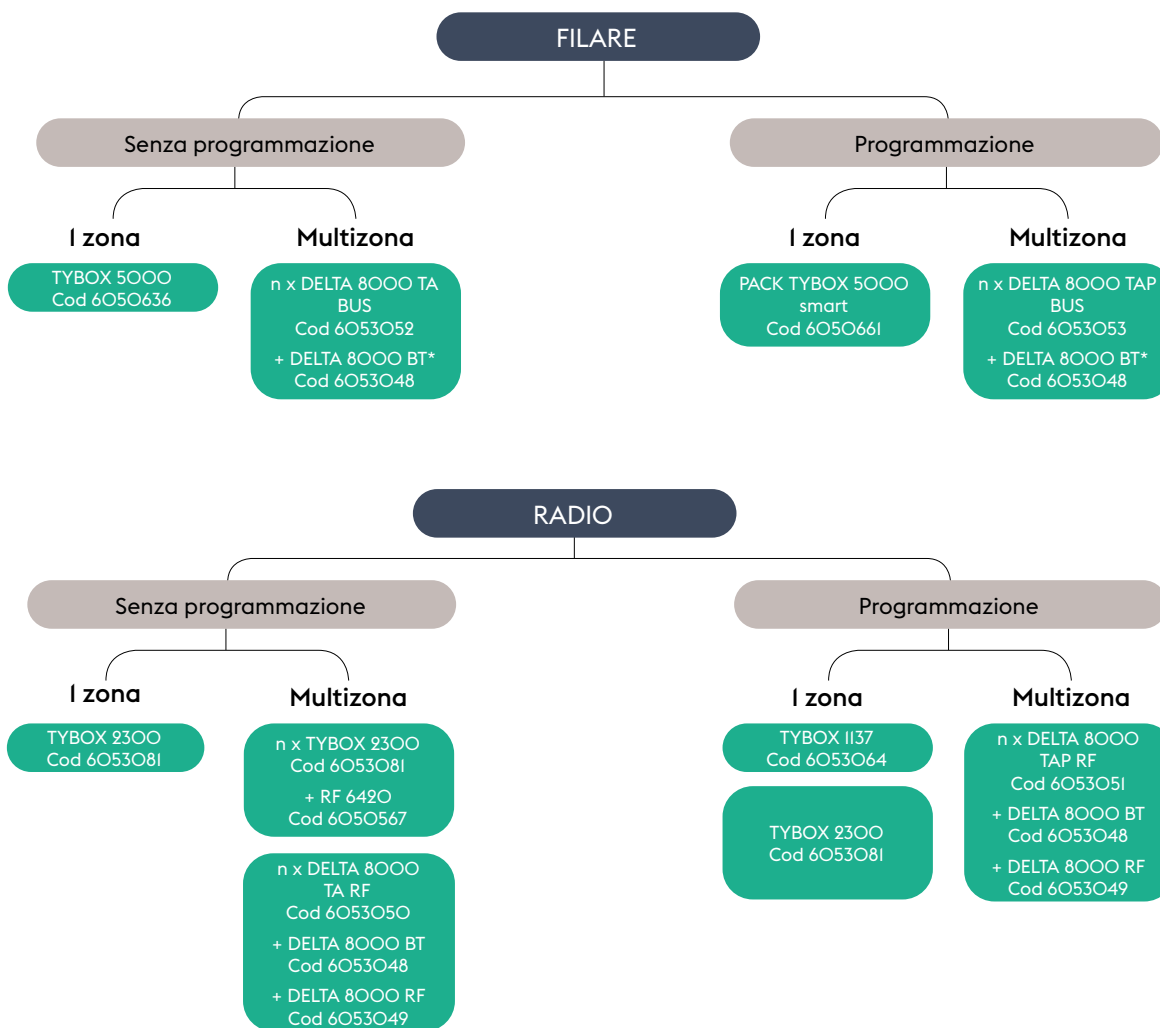 FILARE
Senza programmazione
Programmazione
1 zona
Multizona
1 zona
Multizona
TYBOX 5000
Cod 6050636
n x DELTA 8000 TA
BUS
Cod 6053052
+ DELTA 8000 BT*
Cod 6053048
PACK TYBOX 5000
smart
Cod 6050661
n x DELTA 8000 TAP
BUS
Cod 6053053
+ DELTA 8000 BT*
Cod 6053048
RADIO
Senza programmazione
Programmazione
1 zona
Multizona
1 zona
Multizona
TYBOX 2300
Cod 6053081
n x TYBOX 2300
Cod 6053081
+ RF 6420
Cod 6050567
n x DELTA 8000
TA RF
Cod 6053050
+ DELTA 8000 BT
Cod 6053048
+ DELTA 8000 RF
Cod 6053049
TYBOX 1137
Cod 6053064
TYBOX 2300
Cod 6053081
n x DELTA 8000
TAP RF
Cod 6053051
+ DELTA 8000 BT
Cod 6053048
+ DELTA 8000 RF
Cod 6053049